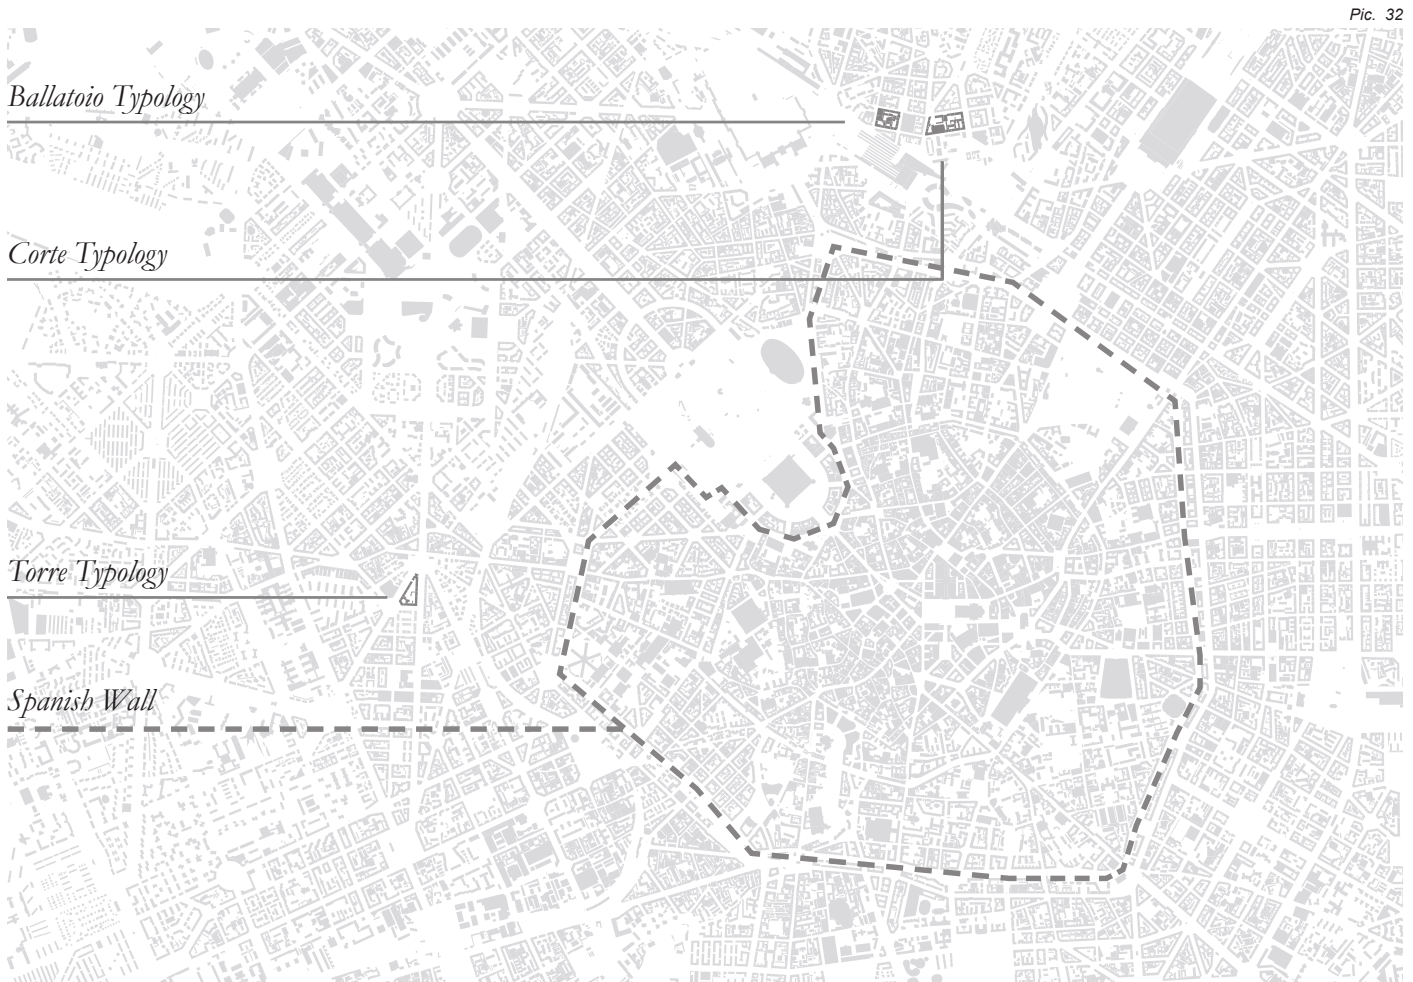 Pic. 32
Ballatoio Typology
Corte Typology
Torre Typology
Spanish Wall